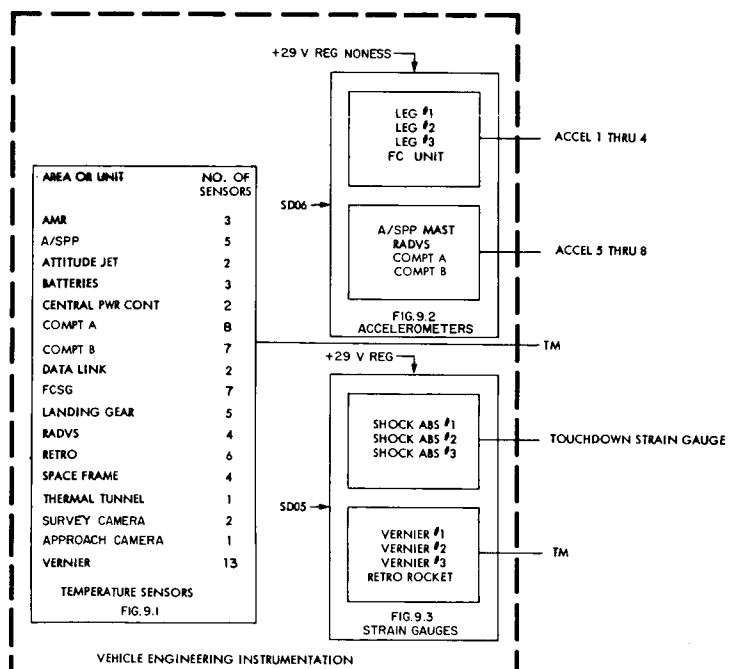 +29 V REG NONESS
LEG #1
LEG #2
LEG #3
FC UNIT
ACCEL 1 THRU 4
SD06
A/SPP MAST
RADVS
COMPT A
COMPT B
ACCEL 5 THRU 8
FIG.9.2
ACCELEROMETERS
AREA OR UNIT NO. OF SENSORS
AMR 3
A/SPP 5
ATTITUDE JET 2
BATTERIES 3
CENTRAL PWR CONT 2
COMPT A 8
COMPT B 7
DATA LINK 2
FCSG 7
LANDING GEAR 5
RADVS 4
RETRO 6
SPACE FRAME 4
THERMAL TUNNEL 1
SURVEY CAMERA 2
APPROACH CAMERA 1
VERNIER 13
TEMPERATURE SENSORS
FIG.9.1
TM
+29 V REG
SHOCK ABS #1
SHOCK ABS #2
SHOCK ABS #3
TOUCHDOWN STRAIN GAUGE
SD05
VERNIER #1
VERNIER #2
VERNIER #3
RETRO ROCKET
TM
FIG.9.3
STRAIN GAUGES
VEHICLE ENGINEERING INSTRUMENTATION